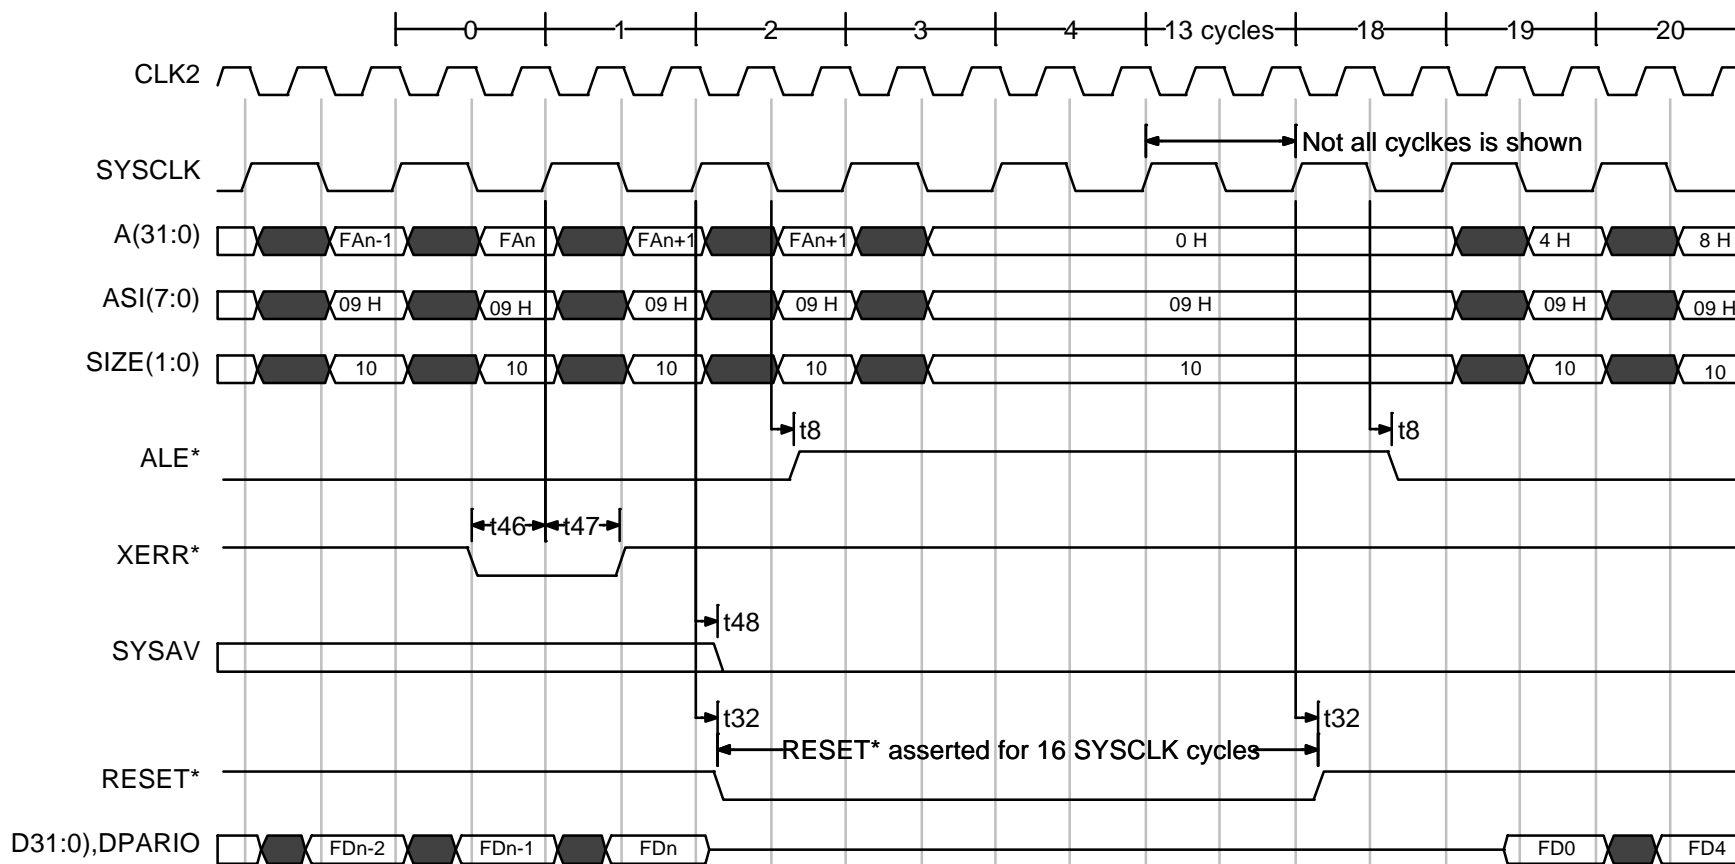 0 1 2 3 4 13 cycles 18 19 20
CLK2
Not all cyclkes is shown
SYSCLK
A(31:0) FAn-1 FAn FAn+1 FAn+1 0 H 4 H 8 H
ASI(7:0) 09 H 09 H 09 H 09 H 09 H 09 H 09 H
SIZE(1:0) 10 10 10 10 10 10 10
t8 t8
ALE*
t46 t47
XERR*
t48
SYSAV
t32 t32
RESET* asserted for 16 SYSCLK cycles
RESET*
D31:0),DPARIO FDn-2 FDn-1 FDn FD0 FD4